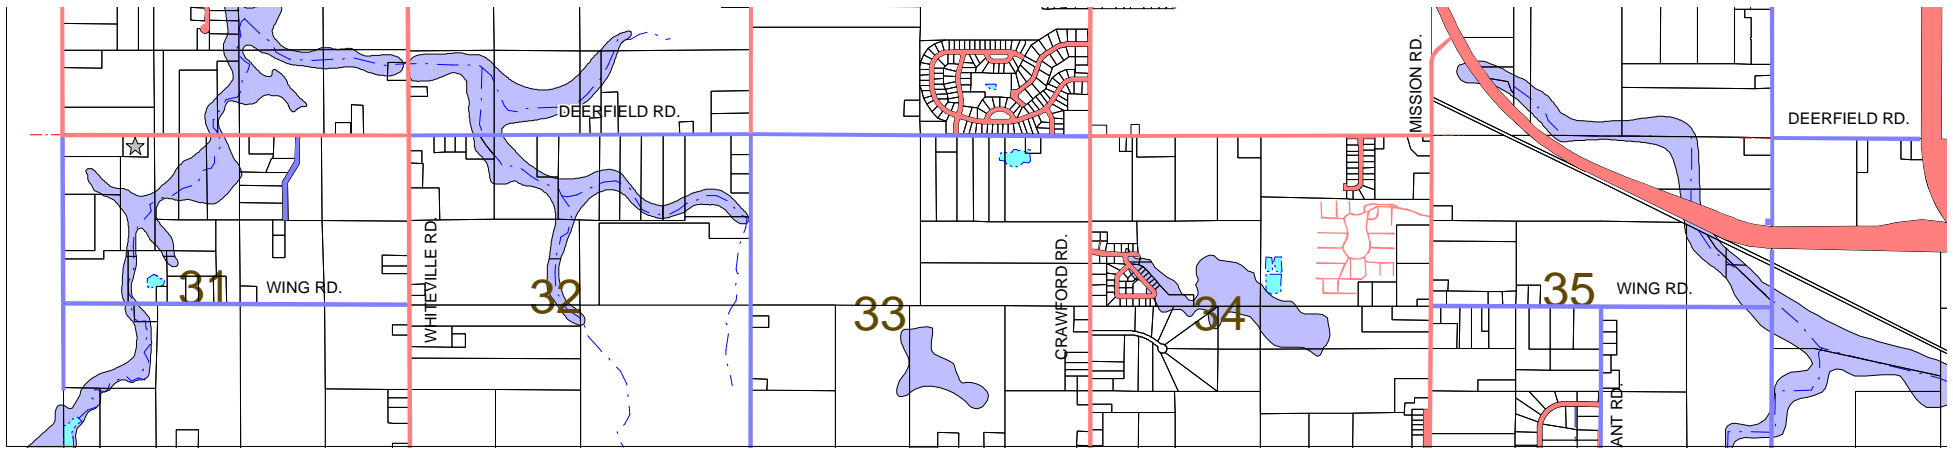 MISSION RD.
DEERFIELD RD.
DEERFIELD RD.
WHITEVILLE RD.
CRAWFORD RD.
31
WING RD.
32
33
34
35
WING RD.
ANT RD.